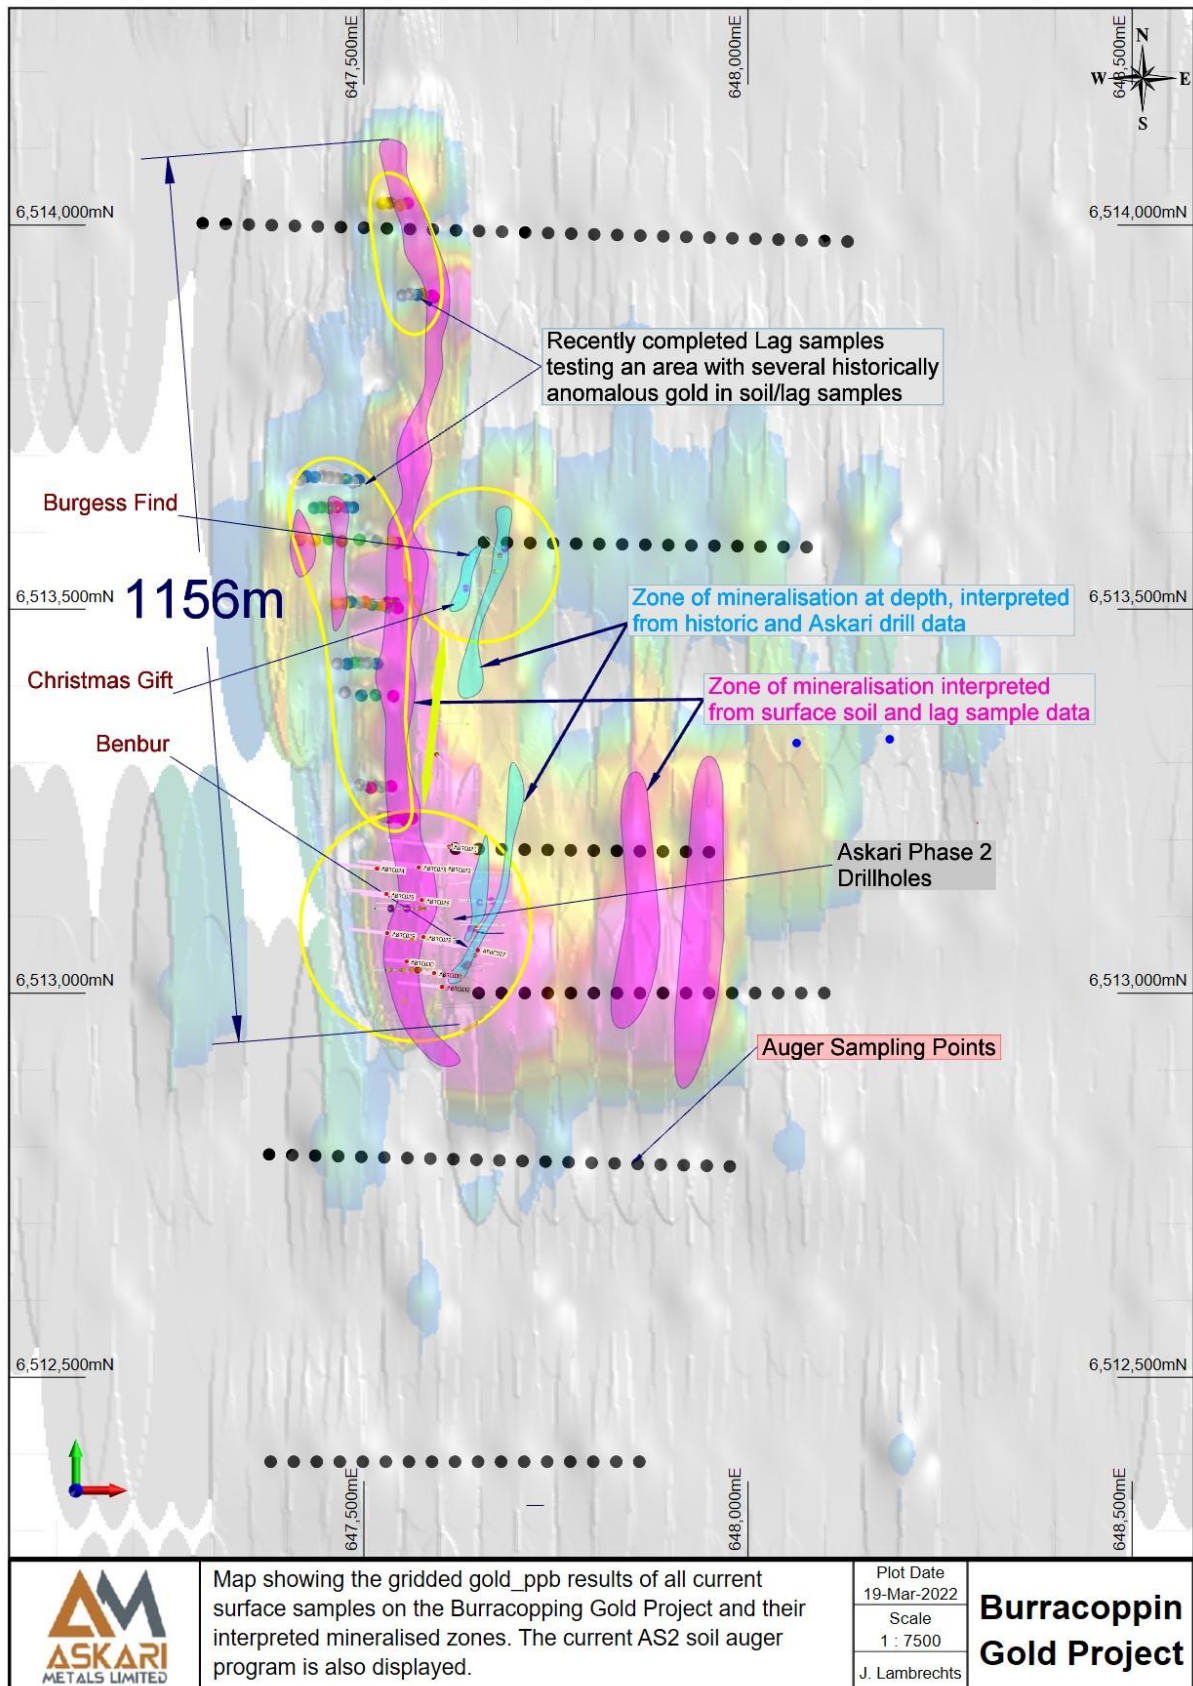 647,500mE
648,000mE
648,500mE
N
W
E
S
6,514,000mN
6,514,000mN
Recently completed Lag samples
testing an area with several historically
anomalous gold in soil/lag samples
Burgess Find
1156m
6,513,500mN
6,513,500mN
Zone of mineralisation at depth, interpreted
from historic and Askari drill data
Christmas Gift
Zone of mineralisation interpreted
from surface soil and lag sample data
Benbur
Askari Phase 2
Drillholes
6,513,000mN
6,513,000mN
Auger Sampling Points
6,512,500mN
6,512,500mN
647,500mE
648,000mE
648,500mE
AM
ASKARI
METALS LIMITED
Map showing the gridded gold_ppb results of all current
surface samples on the Burracopping Gold Project and their
interpreted mineralised zones. The current AS2 soil auger
program is also displayed.
Plot Date
19-Mar-2022
Scale
1 : 7500
J. Lambrechts
Burracoppin
Gold Project